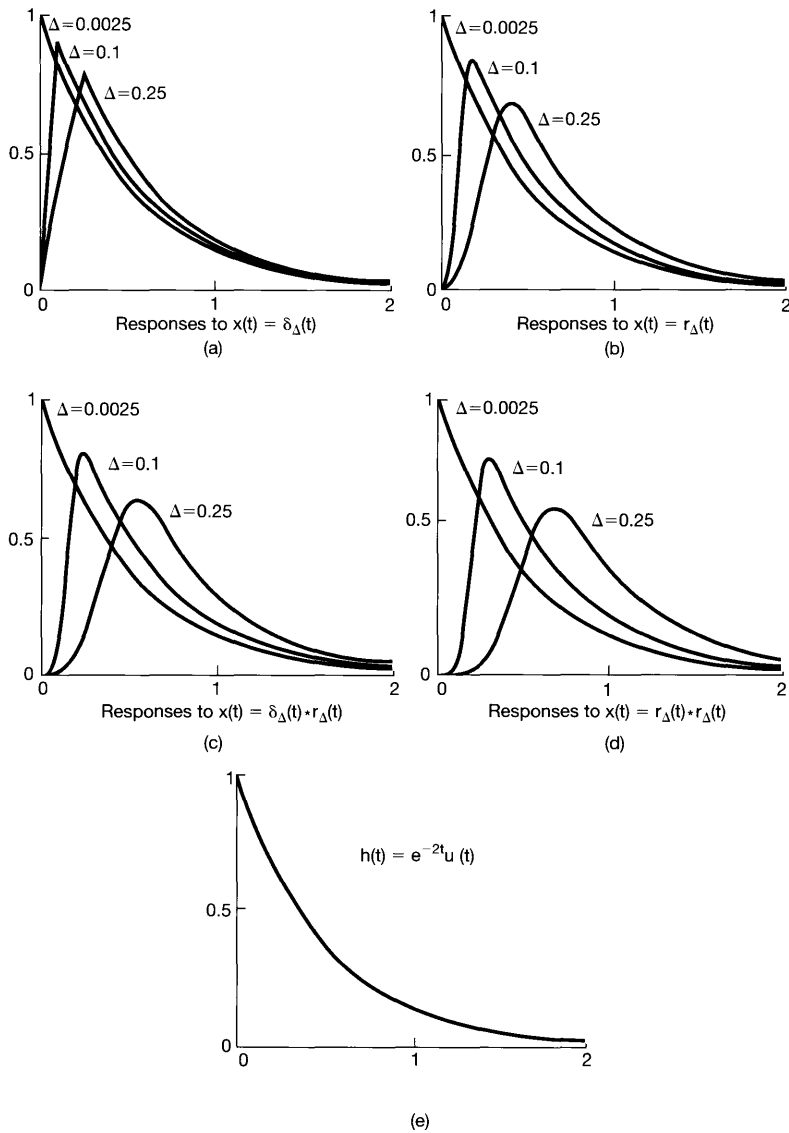 1
Δ=0.0025
Δ=0.1
Δ=0.25
0.5
0
0
1
2
Responses to x(t) = δ_Δ(t)
(a)
1
Δ=0.0025
Δ=0.1
Δ=0.25
0.5
0
0
1
2
Responses to x(t) = r_Δ(t)
(b)
1
Δ=0.0025
Δ=0.1
Δ=0.25
0.5
0
0
1
2
Responses to x(t) = δ_Δ(t)*r_Δ(t)
(c)
1
Δ=0.0025
Δ=0.1
Δ=0.25
0.5
0
0
1
2
Responses to x(t) = r_Δ(t)*r_Δ(t)
(d)
1
h(t) = e^{-2t}u (t)
0.5
0
0
1
2
(e)